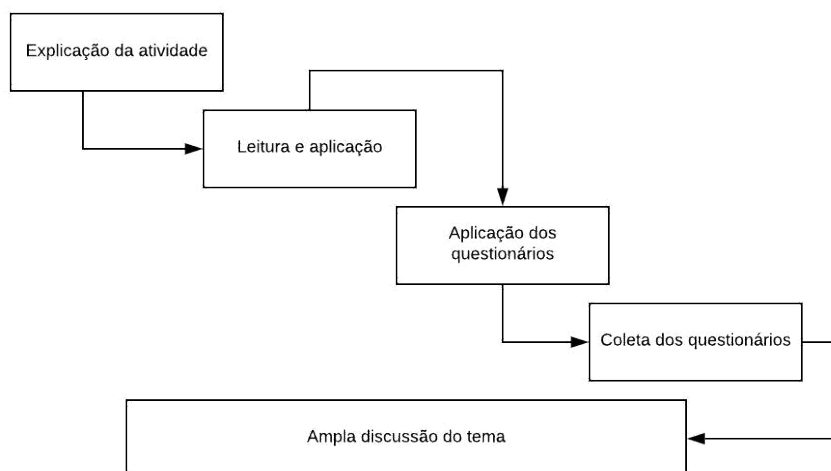 Explicação da atividade
Leitura e aplicação
Aplicação dos
questionários
Coleta dos questionários
Ampla discussão do tema